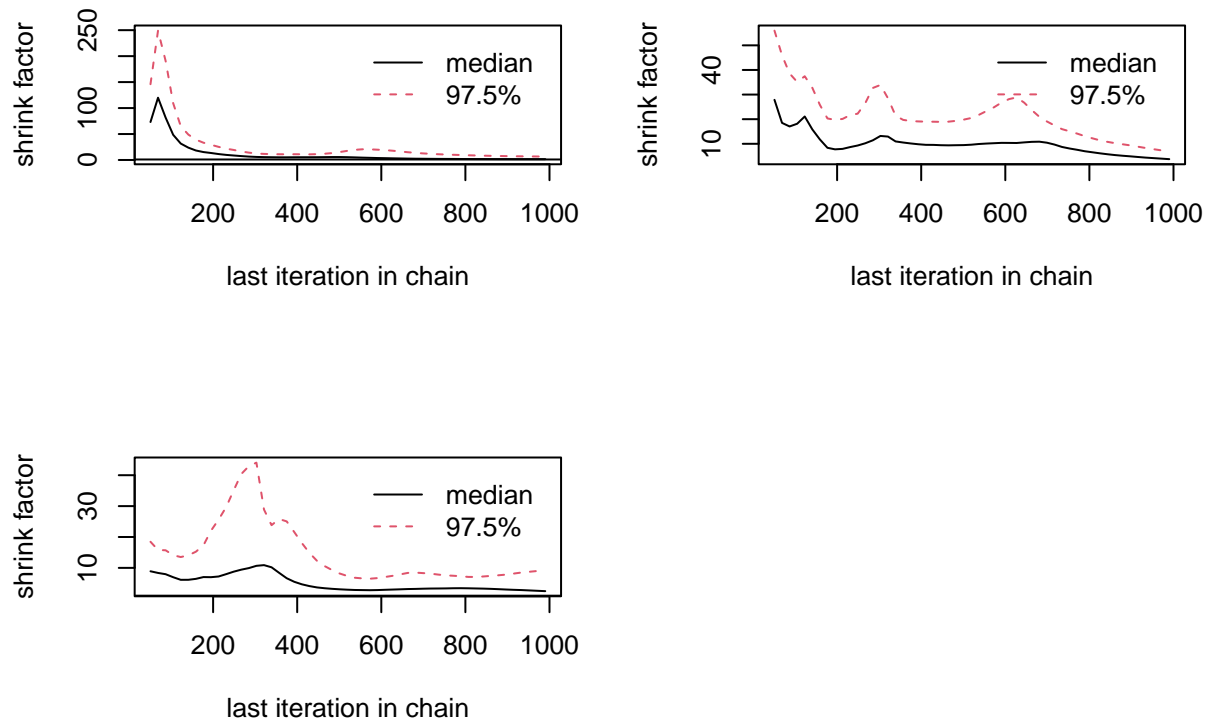 shrink factor
250
100
0
median
97.5%
200 400 600 800 1000
last iteration in chain
shrink factor
40
10
median
97.5%
200 400 600 800 1000
last iteration in chain
shrink factor
30
10
median
97.5%
200 400 600 800 1000
last iteration in chain